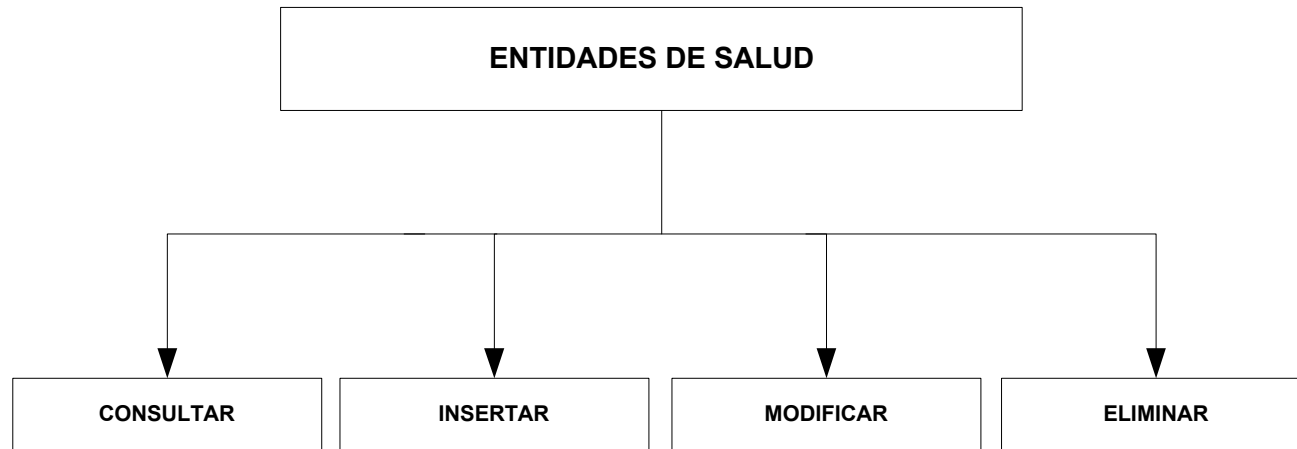 ENTIDADES DE SALUD
CONSULTAR
INSERTAR
MODIFICAR
ELIMINAR